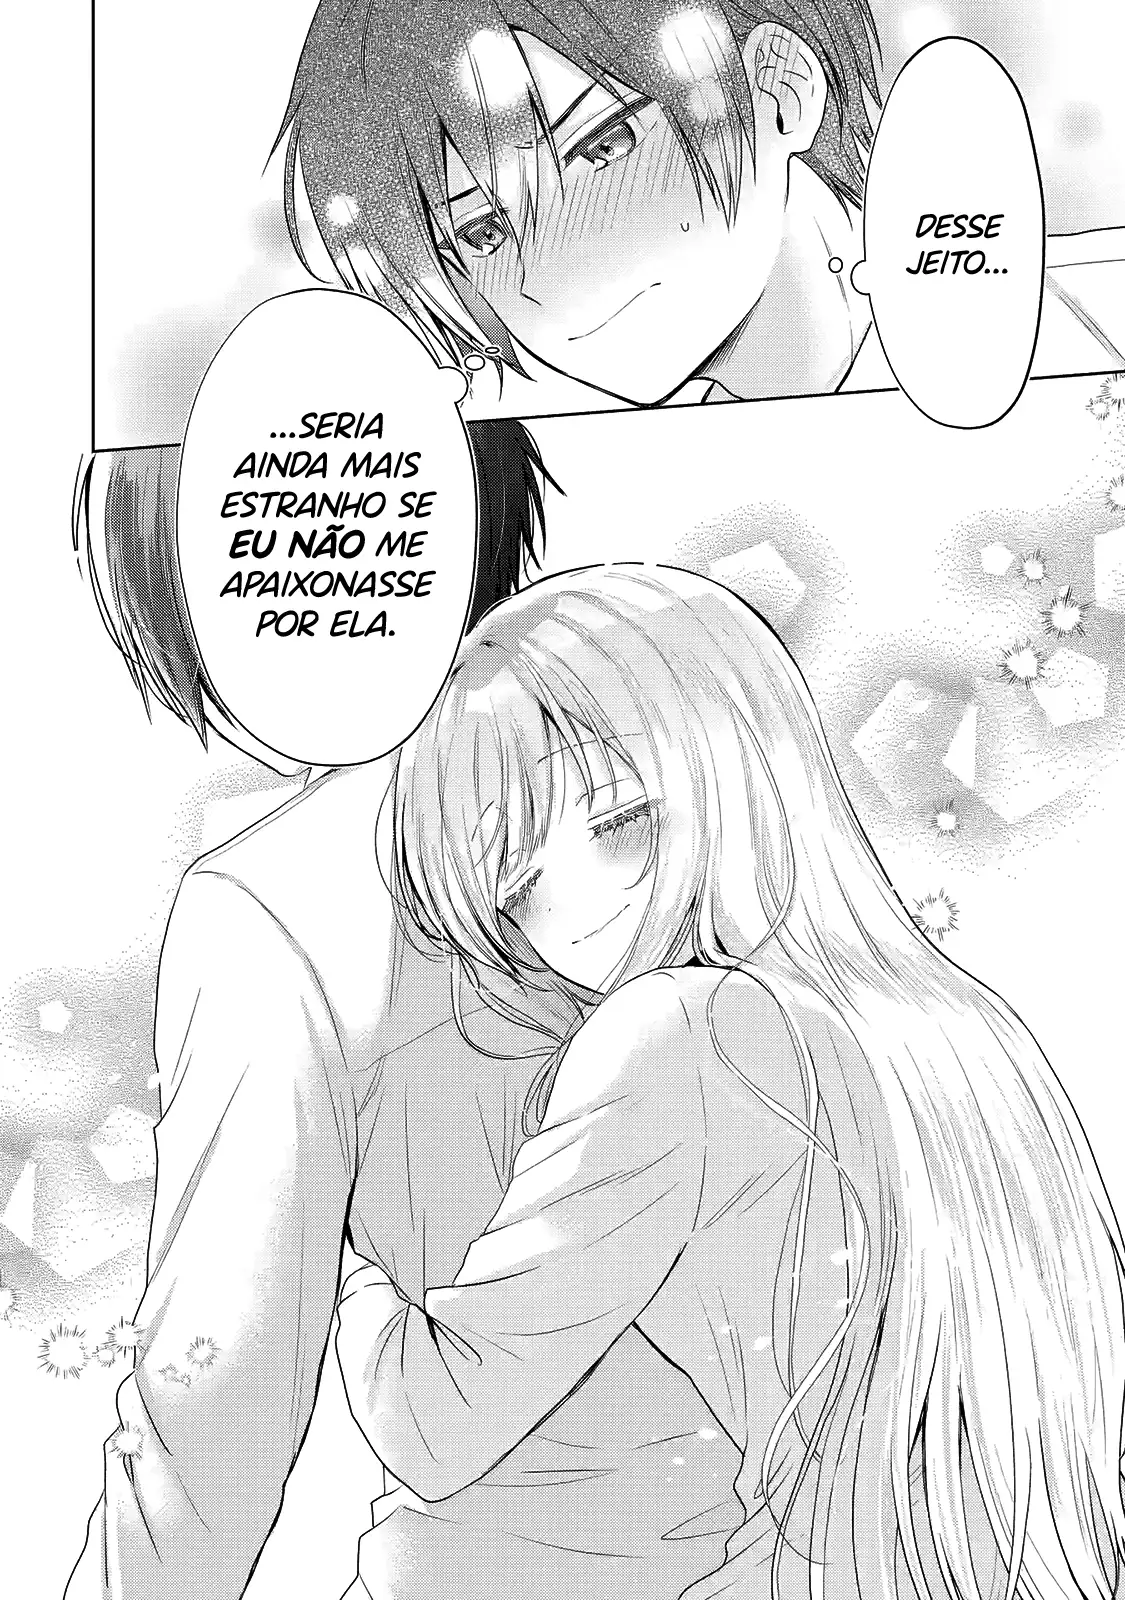 DESSE
JEITO...
...SERIA
AINDA MAIS
ESTRANHO SE
EU NÃO ME
APAIXONASSE
POR ELA.